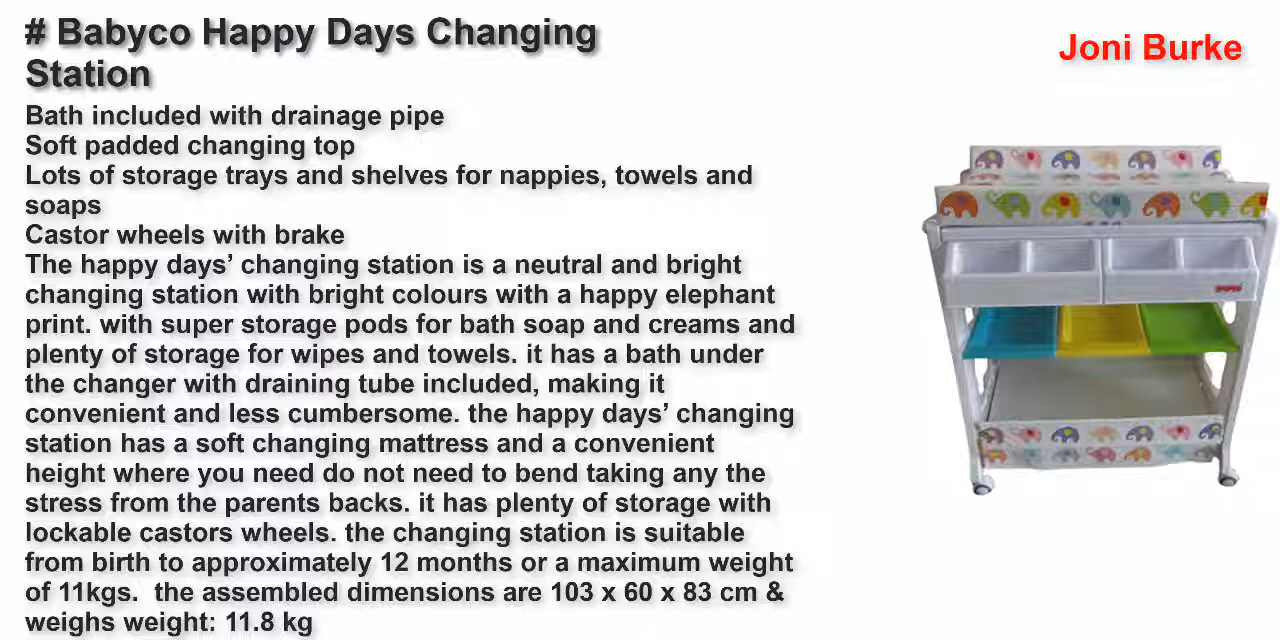 # Babyco Happy Days Changing
Station
Joni Burke
Bath included with drainage pipe
Soft padded changing top
Lots of storage trays and shelves for nappies, towels and
soaps
Castor wheels with brake
The happy days’ changing station is a neutral and bright
changing station with bright colours with a happy elephant
print. with super storage pods for bath soap and creams and
plenty of storage for wipes and towels. it has a bath under
the changer with draining tube included, making it
convenient and less cumbersome. the happy days’ changing
station has a soft changing mattress and a convenient
height where you need do not need to bend taking any the
stress from the parents backs. it has plenty of storage with
lockable castors wheels. the changing station is suitable
from birth to approximately 12 months or a maximum weight
of 11kgs.  the assembled dimensions are 103 x 60 x 83 cm &
weighs weight: 11.8 kg